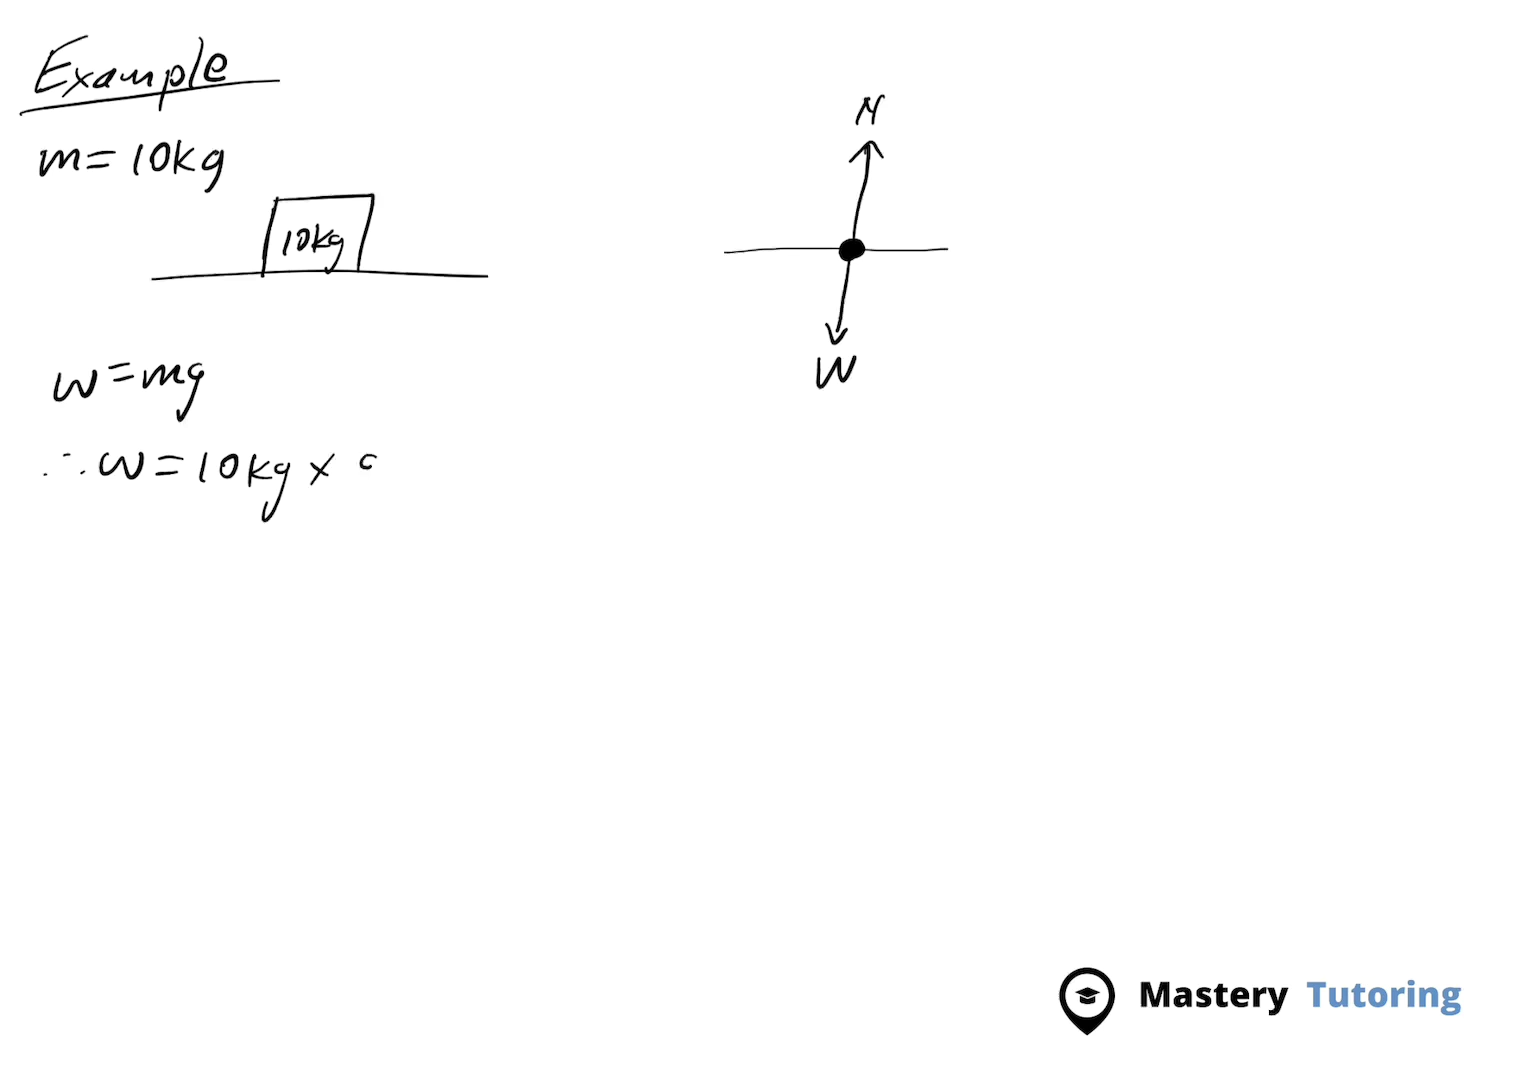 Example
m=10kg
10kg
N
W
w=mg
∴ w=10kg ×
Mastery Tutoring